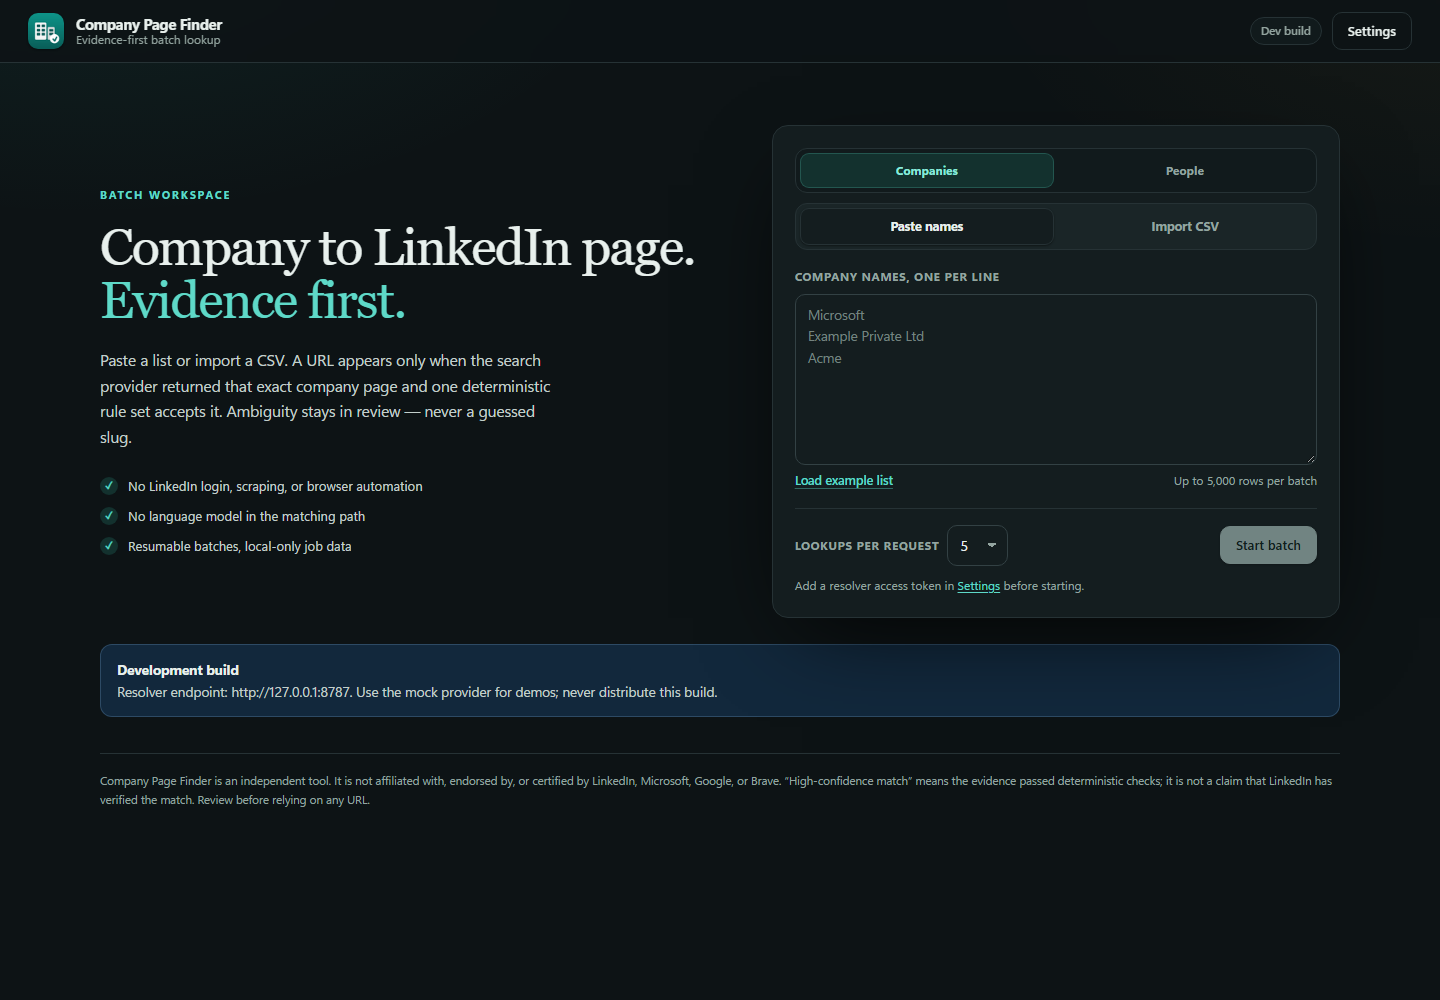 Company Page Finder
Evidence-first batch lookup
Dev build
Settings
BATCH WORKSPACE
Company to LinkedIn page.
Evidence first.
Paste a list or import a CSV. A URL appears only when the search
provider returned that exact company page and one deterministic
rule set accepts it. Ambiguity stays in review — never a guessed
slug.
No LinkedIn login, scraping, or browser automation
No language model in the matching path
Resumable batches, local-only job data
Companies
People
Paste names
Import CSV
COMPANY NAMES, ONE PER LINE
Microsoft
Example Private Ltd
Acme
Load example list
Up to 5,000 rows per batch
LOOKUPS PER REQUEST
5
Start batch
Add a resolver access token in Settings before starting.
Development build
Resolver endpoint: http://127.0.0.1:8787. Use the mock provider for demos; never distribute this build.
Company Page Finder is an independent tool. It is not affiliated with, endorsed by, or certified by LinkedIn, Microsoft, Google, or Brave. “High-confidence match” means the evidence passed deterministic checks; it is not a claim that LinkedIn has
verified the match. Review before relying on any URL.